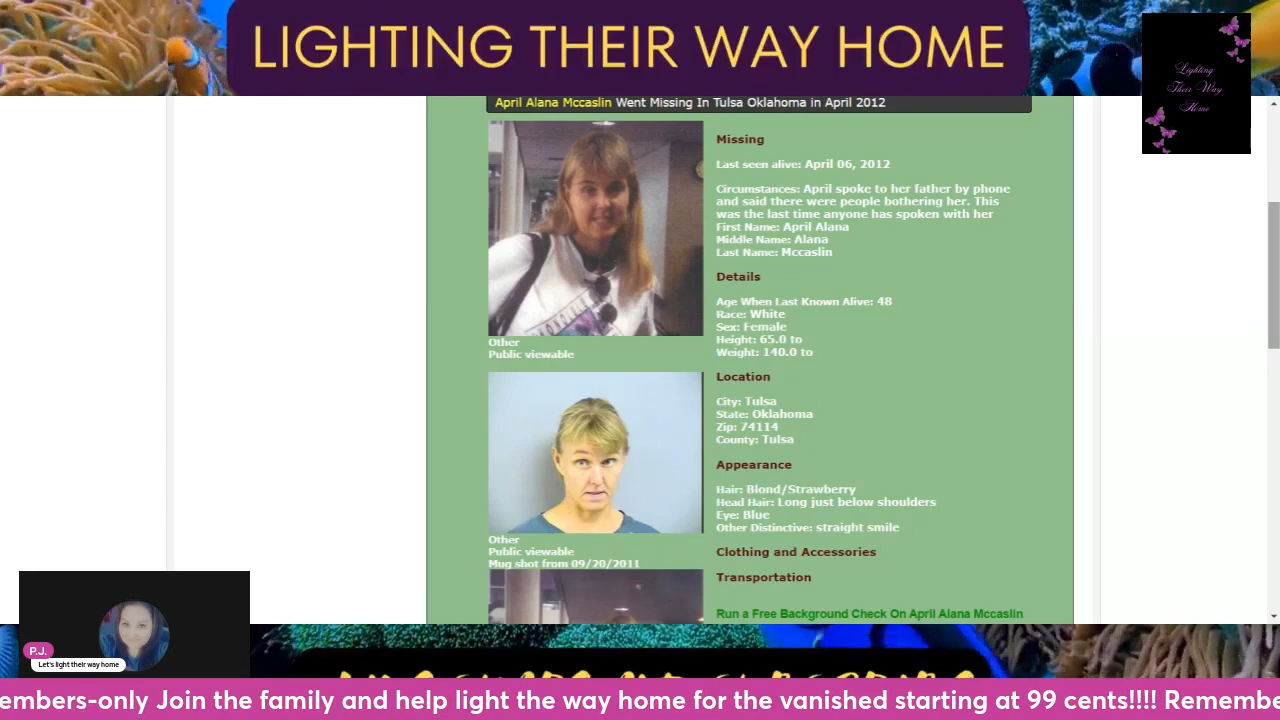 LIGHTING THEIR WAY HOME
Lighting
Their Way
Home
April Alana Mccaslin Went Missing In Tulsa Oklahoma in April 2012
Missing
Last seen alive: April 06, 2012
Circumstances: April spoke to her father by phone
and said there were people bothering her. This
was the last time anyone has spoken with her
First Name: April Alana
Middle Name: Alana
Last Name: Mccaslin
Details
Age When Last Known Alive: 48
Race: White
Sex: Female
Height: 65.0 to
Weight: 140.0 to
Other
Public viewable
Location
City: Tulsa
State: Oklahoma
Zip: 74114
County: Tulsa
Appearance
Hair: Blond/Strawberry
Head Hair: Long just below shoulders
Eye: Blue
Other Distinctive: straight smile
Other
Public viewable
Mug shot from 09/20/2011
Clothing and Accessories
Transportation
Run a Free Background Check On April Alana Mccaslin
P.J.
Let's light their way home
embers-only Join the family and help light the way home for the vanished starting at 99 cents!!!! Remembe